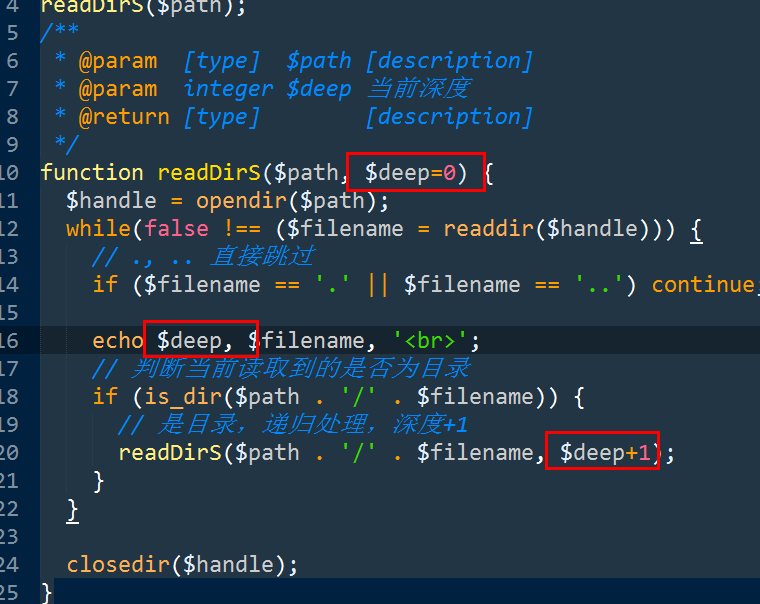 4 readDirS($path);
5 /**
6 * @param [type] $path [description]
7 * @param integer $deep 当前深度
8 * @return [type] [description]
9 */
10 function readDirS($path, $deep=0) {
11 $handle = opendir($path);
12 while(false !== ($filename = readdir($handle))) {
13 // ., .. 直接跳过
14 if ($filename == '.' || $filename == '..') continue;
15
16 echo $deep, $filename, '<br>';
17 // 判断当前读取到的是否为目录
18 if (is_dir($path . '/' . $filename)) {
19 // 是目录，递归处理，深度+1
20 readDirS($path . '/' . $filename, $deep+1);
21 }
22 }
23
24 closedir($handle);
25 }